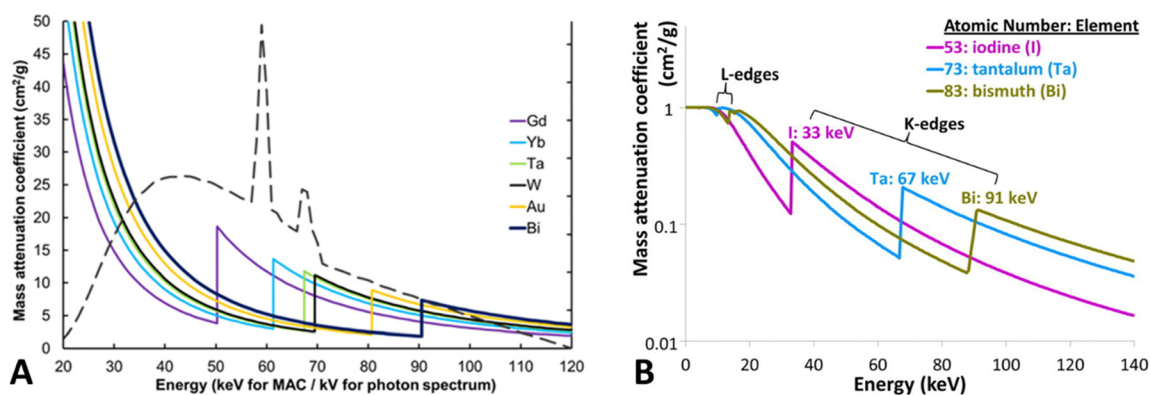 Mass attenuation coefficient (cm²/g)
50
45
40
35
30
25
20
15
10
5
0
20 30 40 50 60 70 80 90 100 110 120
Energy (keV for MAC / kV for photon spectrum)
Gd
Yb
Ta
W
Au
Bi
A
Mass attenuation coefficient
(cm²/g)
Atomic Number: Element
53: iodine (I)
73: tantalum (Ta)
83: bismuth (Bi)
L-edges
K-edges
I: 33 keV
Ta: 67 keV
Bi: 91 keV
1
0.1
0.01
0 20 40 60 80 100 120 140
Energy (keV)
B